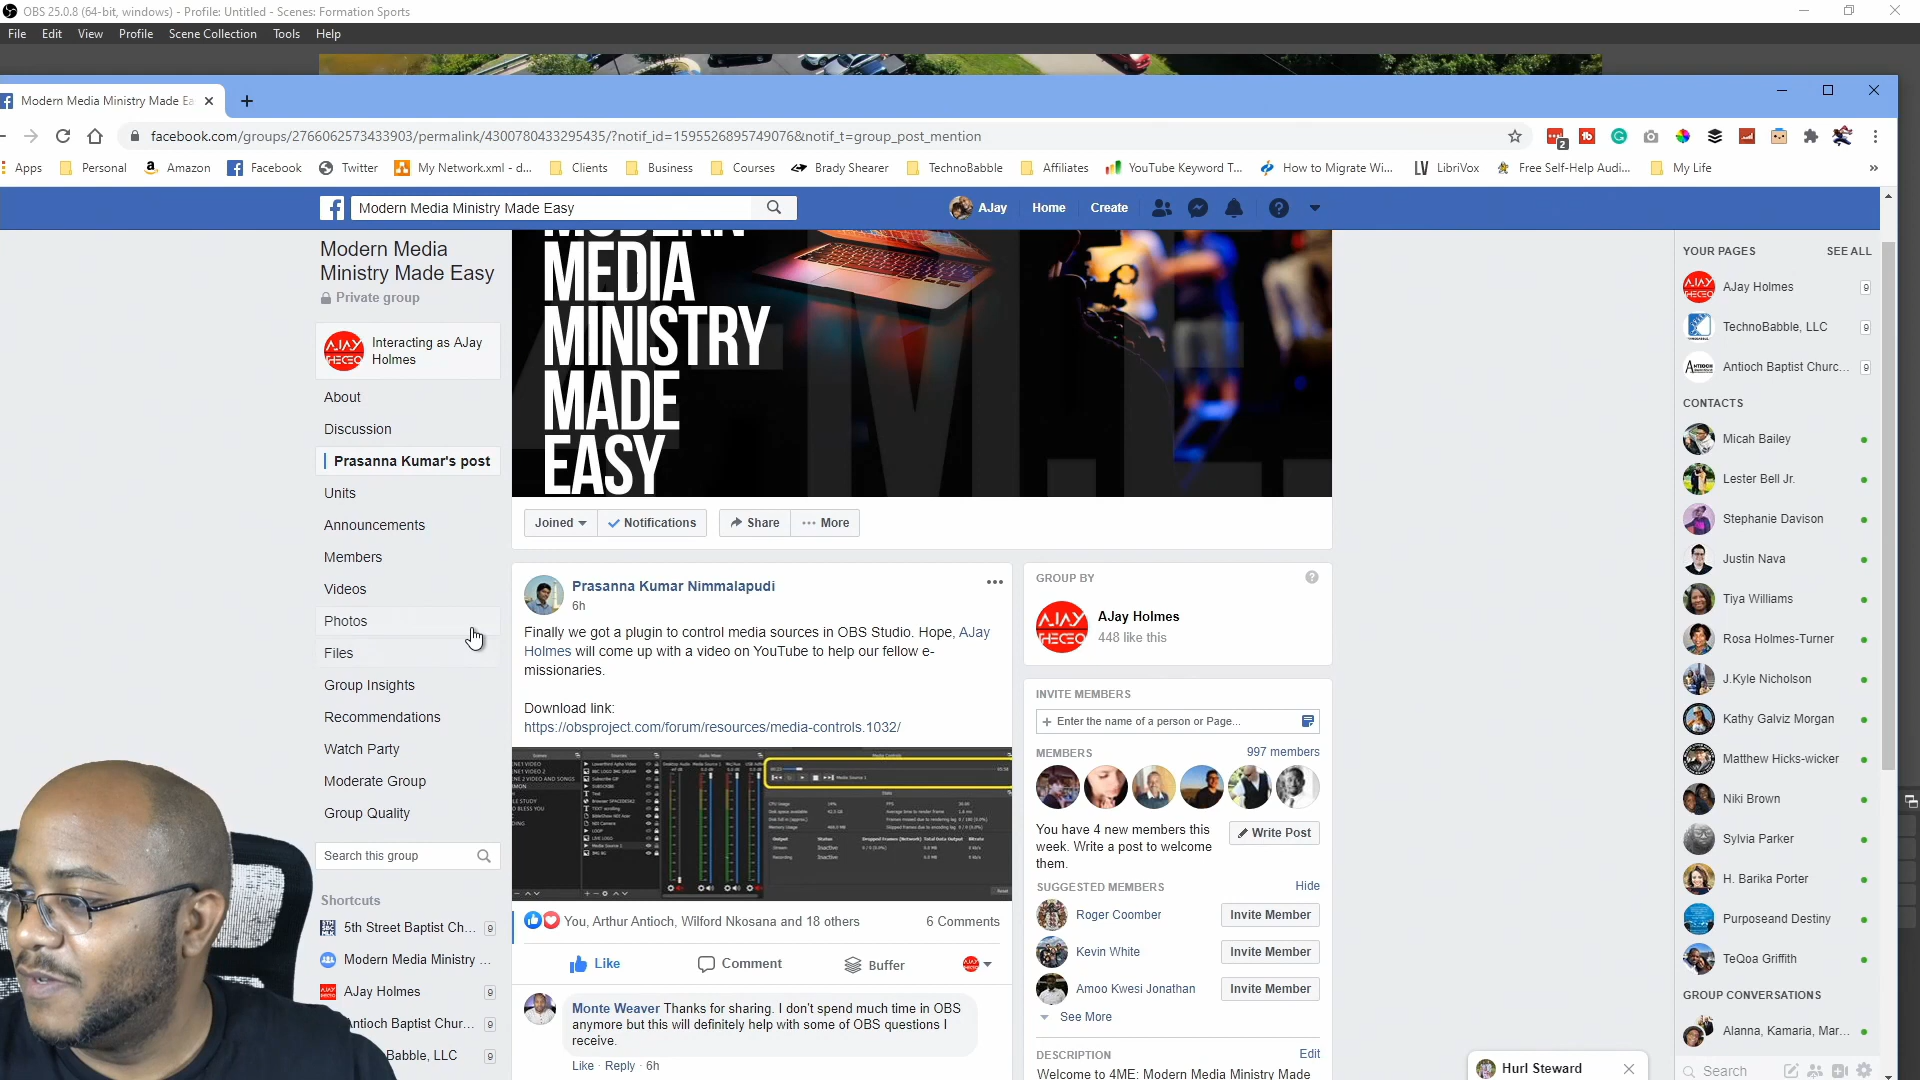 OBS 25.0.8 (64-bit, windows) - Profile: Untitled - Scenes: Formation Sports
File Edit View Profile Scene Collection Tools Help
Modern Media Ministry Made Ea
facebook.com/groups/2766062573433903/permalink/4300780433295435/?notif_id=1595526895749076&notif_t=group_post_mention
2
Apps Personal Amazon Facebook Twitter My Network.xml - d... Clients Business Courses Brady Shearer TechnoBabble Affiliates YouTube Keyword T... How to Migrate Wi... LV LibriVox Free Self-Help Audi... My Life »
Modern Media Ministry Made Easy
AJay Home Create
Modern Media
Ministry Made Easy
Private group
AJAY
HECEO
Interacting as AJay
Holmes
About
Discussion
Prasanna Kumar's post
Units
Announcements
Members
Videos
Photos
Files
Group Insights
Recommendations
Watch Party
Moderate Group
Group Quality
Search this group
Shortcuts
5th Street Baptist Ch... 9
Modern Media Ministry ...
AJay Holmes 9
ntioch Baptist Chur... 9
Babble, LLC 9
MODERN
MEDIA
MINISTRY
MADE
EASY
Joined Notifications Share More
Prasanna Kumar Nimmalapudi
6h
Finally we got a plugin to control media sources in OBS Studio. Hope, AJay
Holmes will come up with a video on YouTube to help our fellow e-
missionaries.
Download link:
https://obsproject.com/forum/resources/media-controls.1032/
You, Arthur Antioch, Wilford Nkosana and 18 others 6 Comments
Like Comment Buffer
Monte Weaver Thanks for sharing. I don't spend much time in OBS
anymore but this will definitely help with some of OBS questions I
receive.
Like · Reply · 6h
GROUP BY
AJAY
HECEO
AJay Holmes
448 like this
INVITE MEMBERS
+ Enter the name of a person or Page...
MEMBERS 997 members
You have 4 new members this
week. Write a post to welcome
them.
Write Post
SUGGESTED MEMBERS Hide
Roger Coomber Invite Member
Kevin White Invite Member
Amoo Kwesi Jonathan Invite Member
See More
DESCRIPTION Edit
Welcome to 4ME: Modern Media Ministry Made
YOUR PAGES SEE ALL
AJay Holmes 9
TechnoBabble, LLC 9
Antioch Baptist Churc... 9
CONTACTS
Micah Bailey
Lester Bell Jr.
Stephanie Davison
Justin Nava
Tiya Williams
Rosa Holmes-Turner
J.Kyle Nicholson
Kathy Galviz Morgan
Matthew Hicks-wicker
Niki Brown
Sylvia Parker
H. Barika Porter
Purposeand Destiny
TeQoa Griffith
GROUP CONVERSATIONS
Alanna, Kamaria, Mar...
Search
Hurl Steward